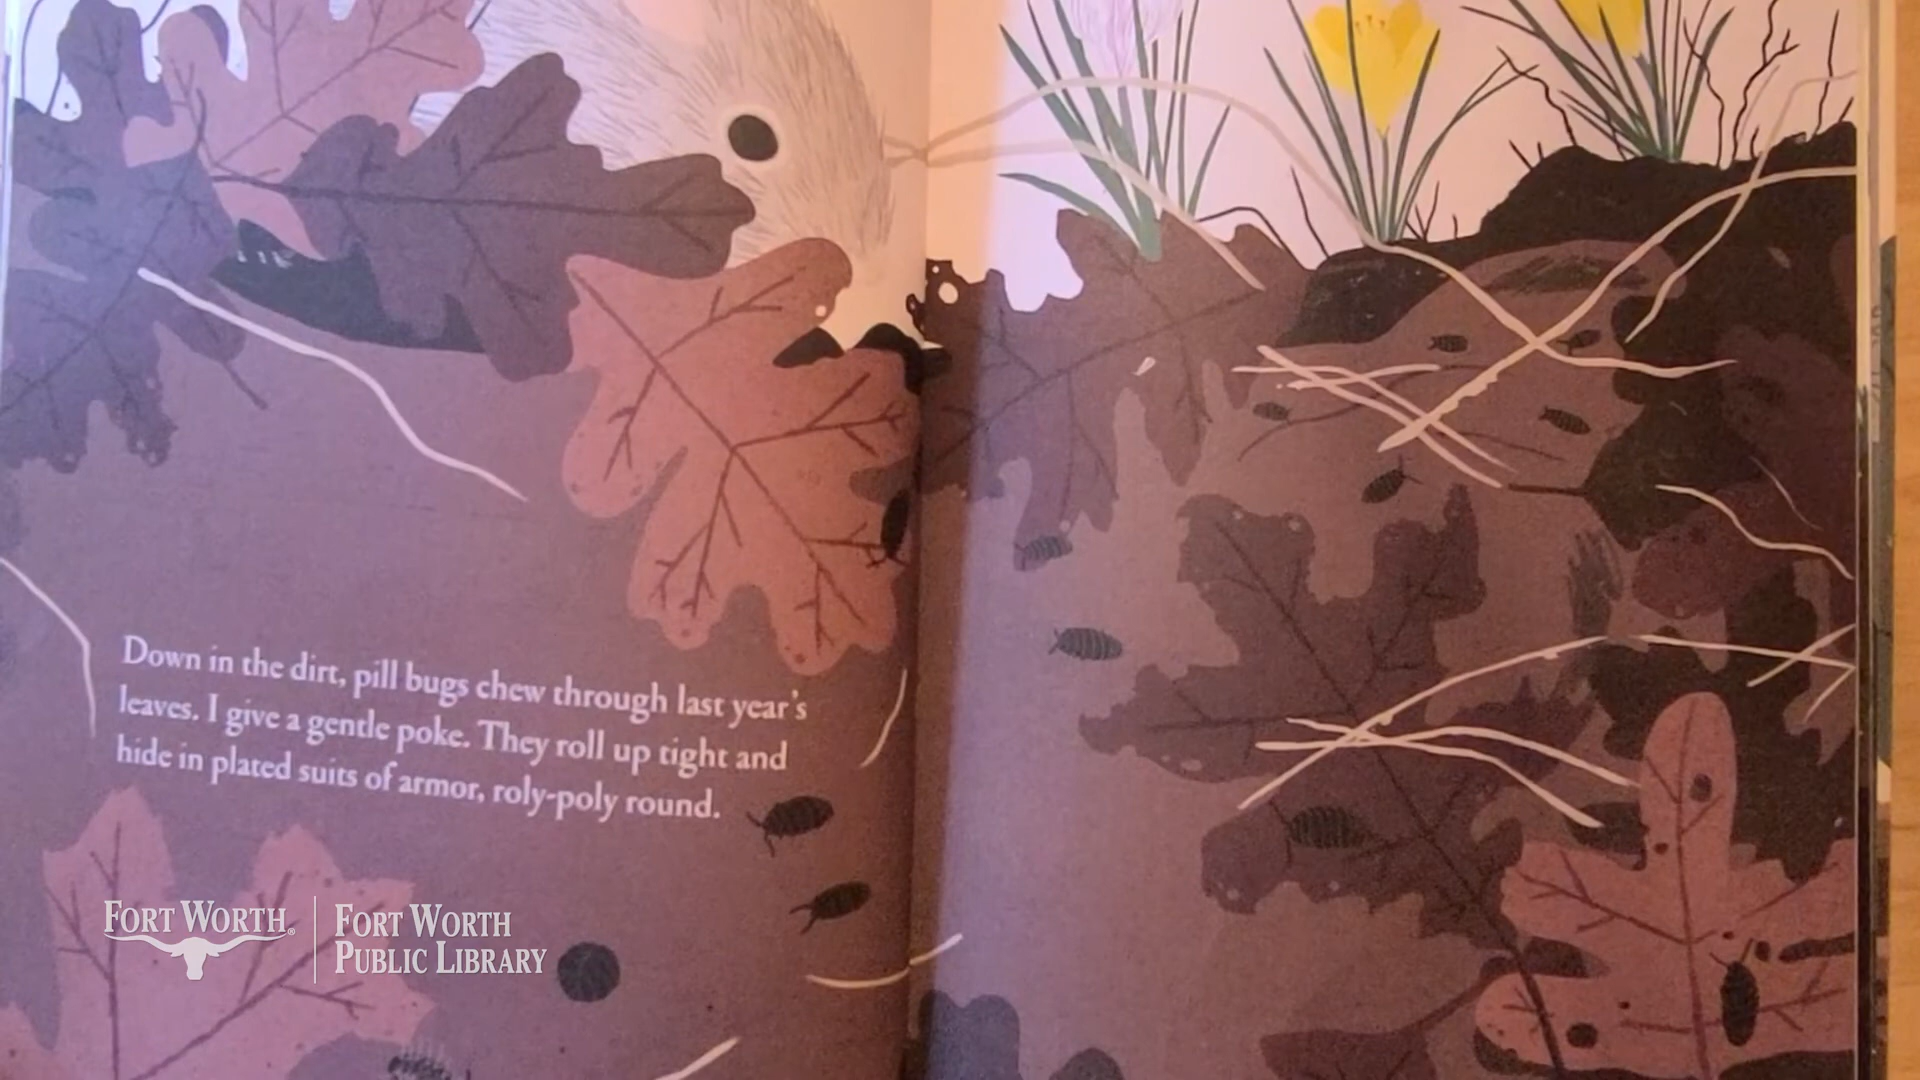 Down in the dirt, pill bugs chew through last year's
leaves. I give a gentle poke. They roll up tight and
hide in plated suits of armor, roly-poly round.
FORT WORTH®
FORT WORTH
PUBLIC LIBRARY